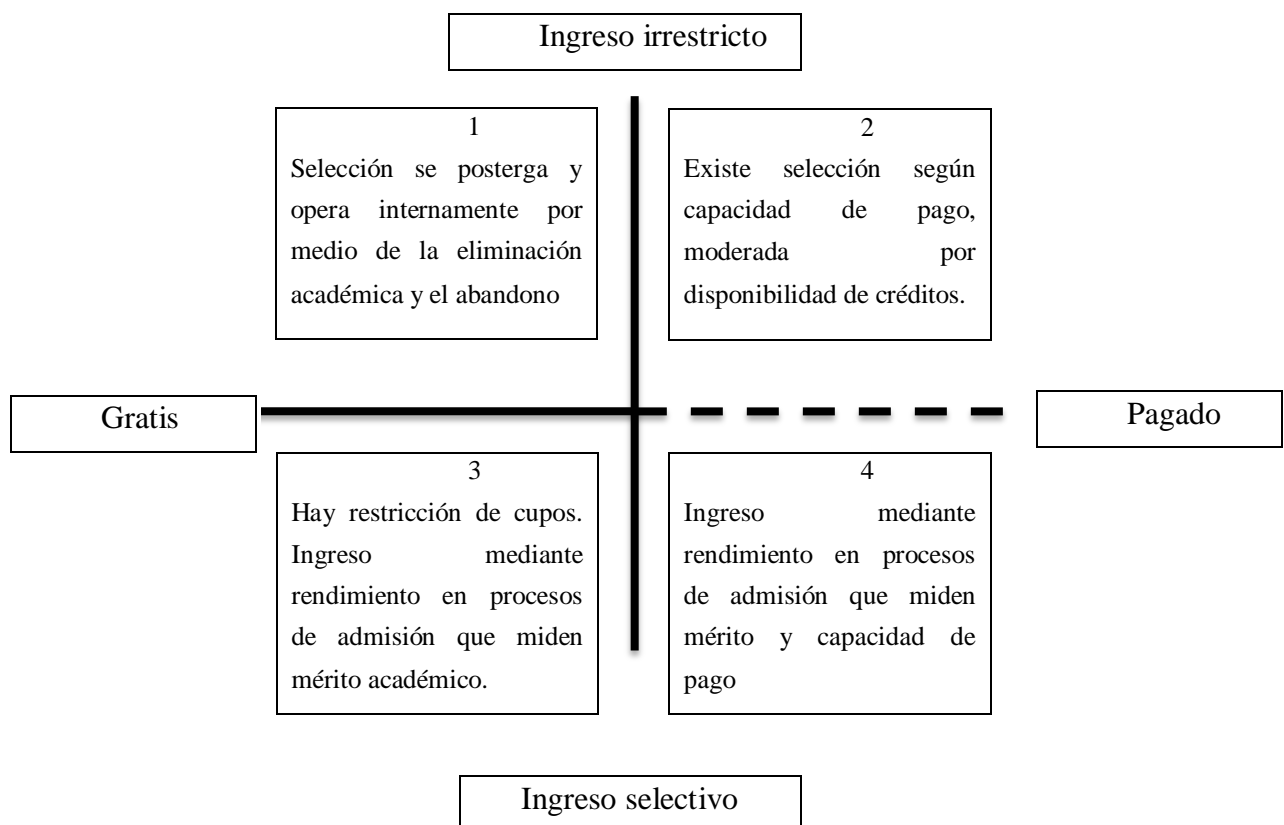 Ingreso irrestricto
1
Selección se posterga y
opera internamente por
medio de la eliminación
académica y el abandono
2
Existe selección según
capacidad de pago,
moderada por
disponibilidad de créditos.
Gratis
Pagado
3
Hay restricción de cupos.
Ingreso mediante
rendimiento en procesos
de admisión que miden
mérito académico.
4
Ingreso mediante
rendimiento en procesos
de admisión que miden
mérito y capacidad de
pago
Ingreso selectivo